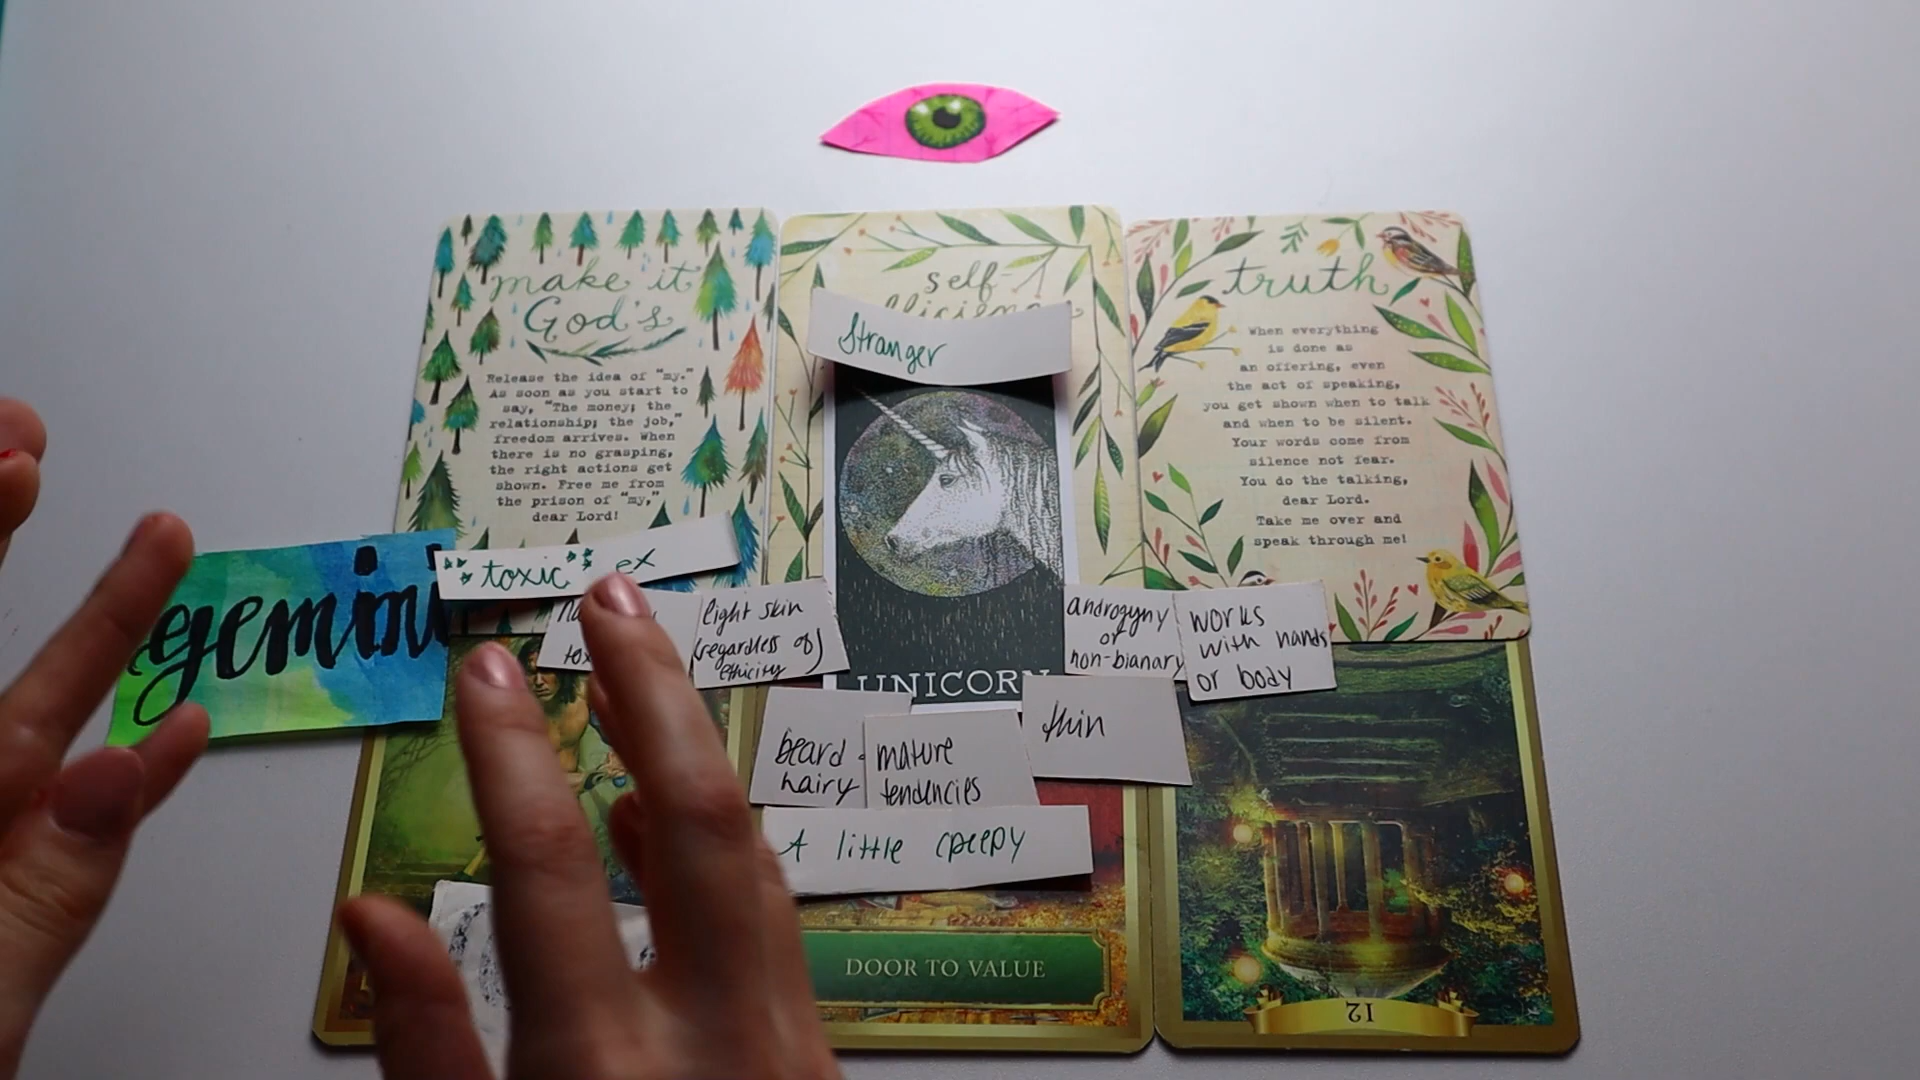 make it
God's
Release the idea of "my."
As soon as you start to
say, "The money; the
relationship; the job,"
freedom arrives. When
there is no grasping,
the right actions get
shown. Free me from
the prison of "my,"
dear Lord!
self-
Stranger
UNICORN
truth
When everything
is done as
an offering, even
the act of speaking,
you get shown when to talk
and when to be silent.
Your words come from
silence not fear.
You do the talking,
dear Lord.
Take me over and
speak through me!
gemini
"toxic" ex
light skin
(regardless of)
ethicity
androgyny
or
non-bianary
works
with hands
or body
beard
hairy
mature
tendencies
thin
A little creepy
DOOR TO VALUE
12